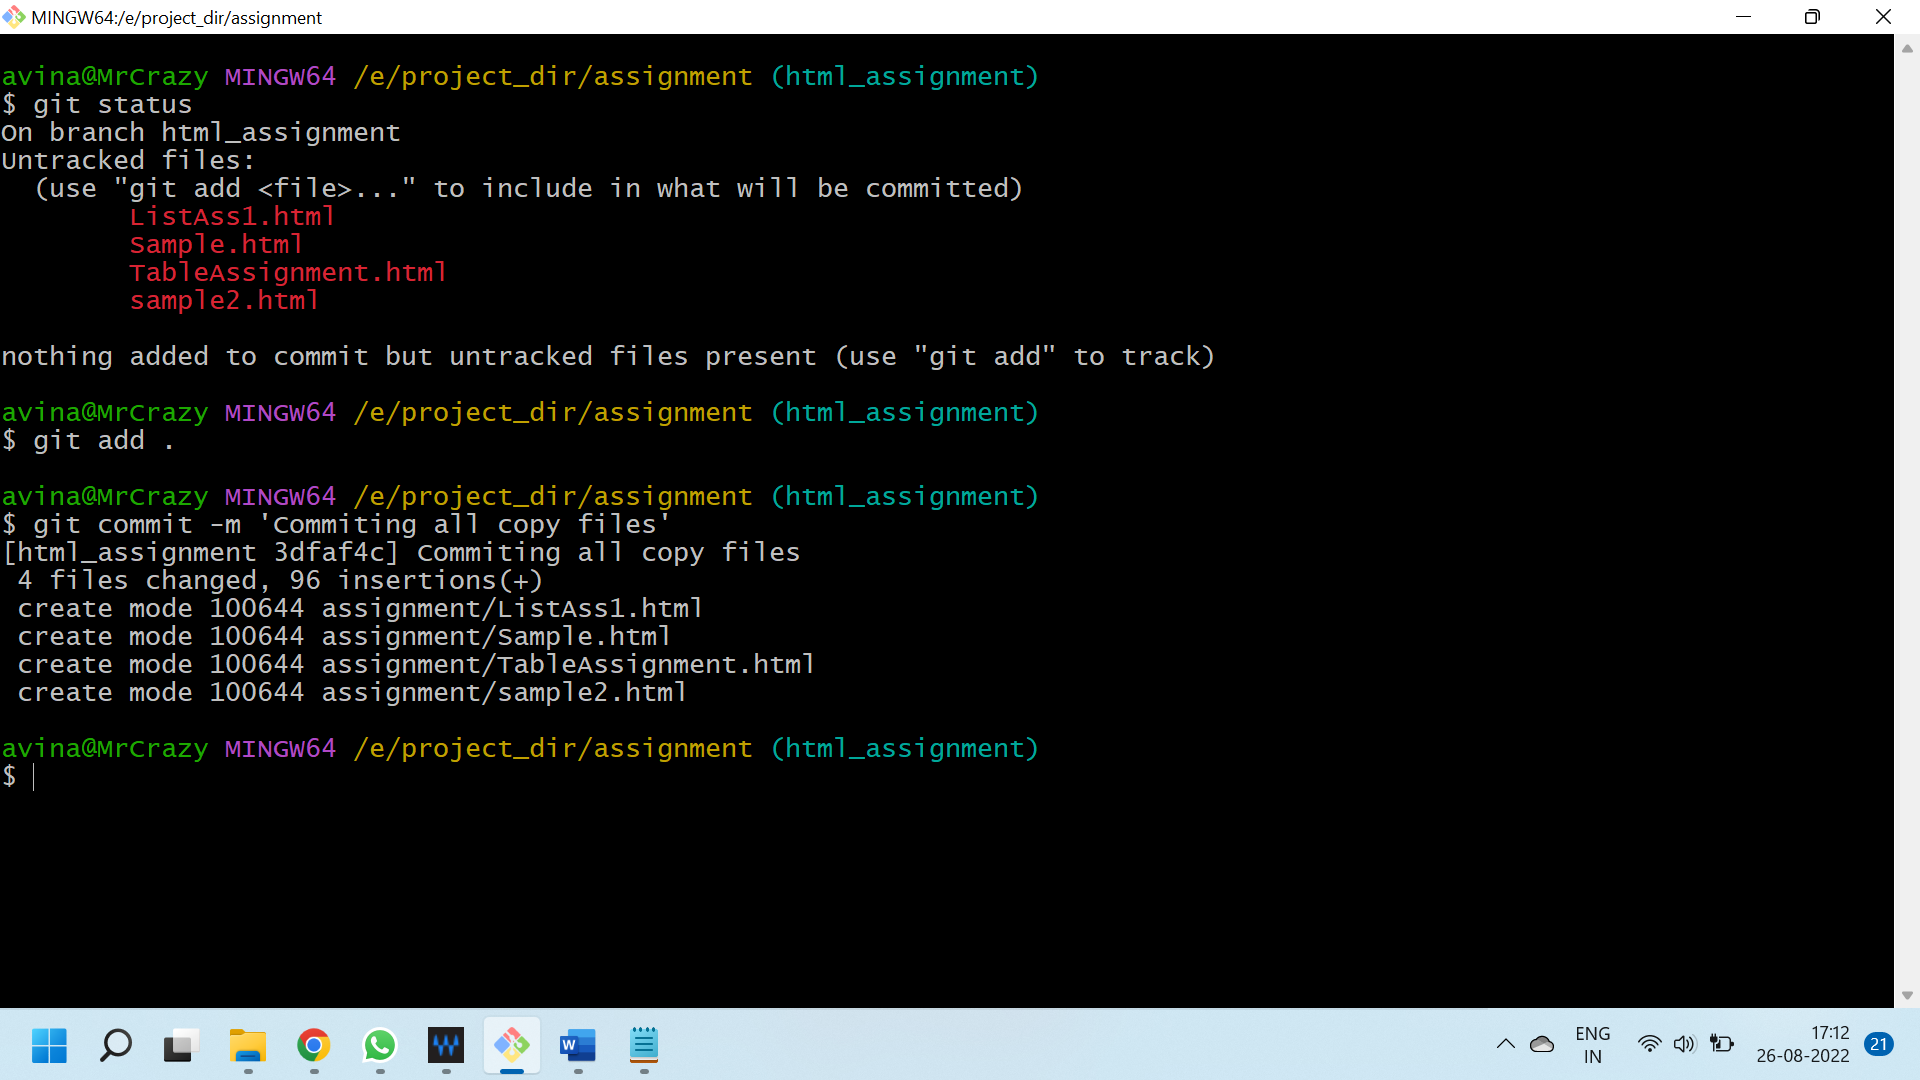 MINGW64:/e/project_dir/assignment
avina@MrCrazy MINGW64 /e/project_dir/assignment (html_assignment)
$ git status
On branch html_assignment
Untracked files:
  (use "git add <file>..." to include in what will be committed)
        ListAss1.html
        Sample.html
        TableAssignment.html
        sample2.html
nothing added to commit but untracked files present (use "git add" to track)
avina@MrCrazy MINGW64 /e/project_dir/assignment (html_assignment)
$ git add .
avina@MrCrazy MINGW64 /e/project_dir/assignment (html_assignment)
$ git commit -m 'Commiting all copy files'
[html_assignment 3dfaf4c] Commiting all copy files
 4 files changed, 96 insertions(+)
 create mode 100644 assignment/ListAss1.html
 create mode 100644 assignment/Sample.html
 create mode 100644 assignment/TableAssignment.html
 create mode 100644 assignment/sample2.html
avina@MrCrazy MINGW64 /e/project_dir/assignment (html_assignment)
$
W
ENG
IN
17:12
26-08-2022
21